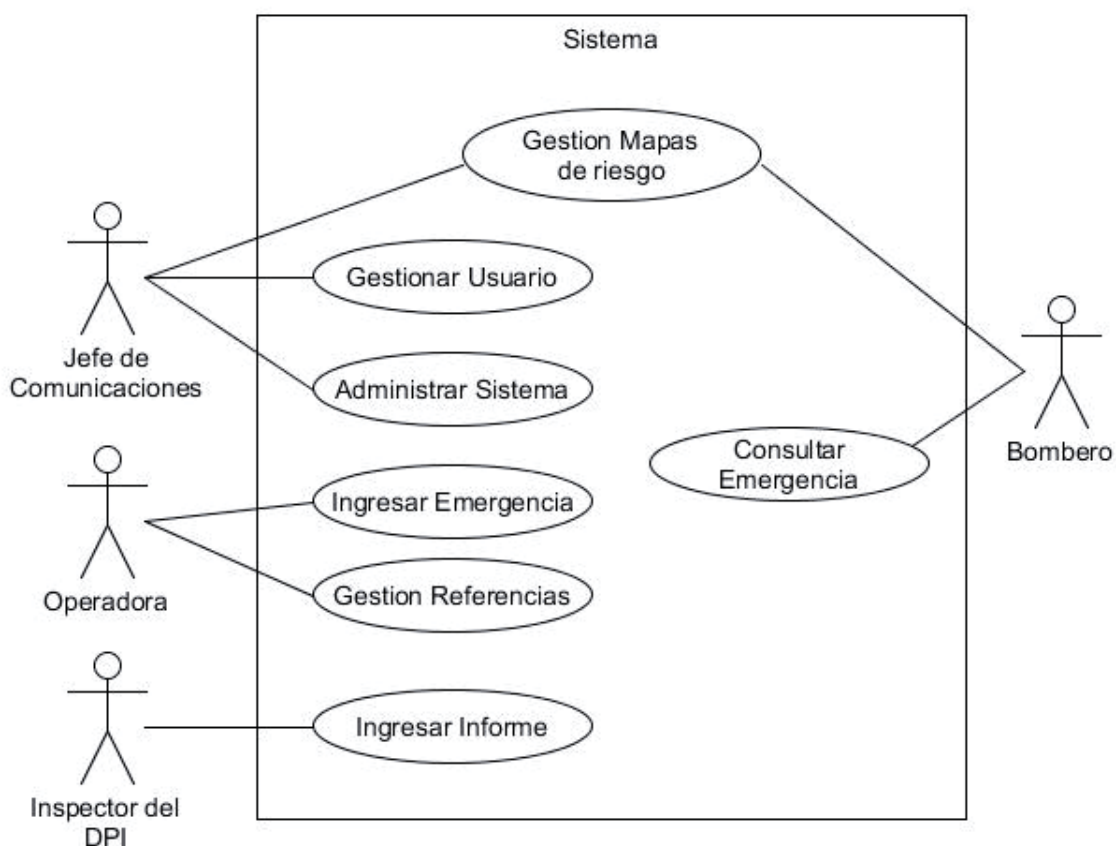 Sistema
Gestion Mapas
de riesgo
Gestionar Usuario
Jefe de
Comunicaciones
Administrar Sistema
Consultar
Emergencia
Bombero
Ingresar Emergencia
Operadora
Gestion Referencias
Ingresar Informe
Inspector del
DPI